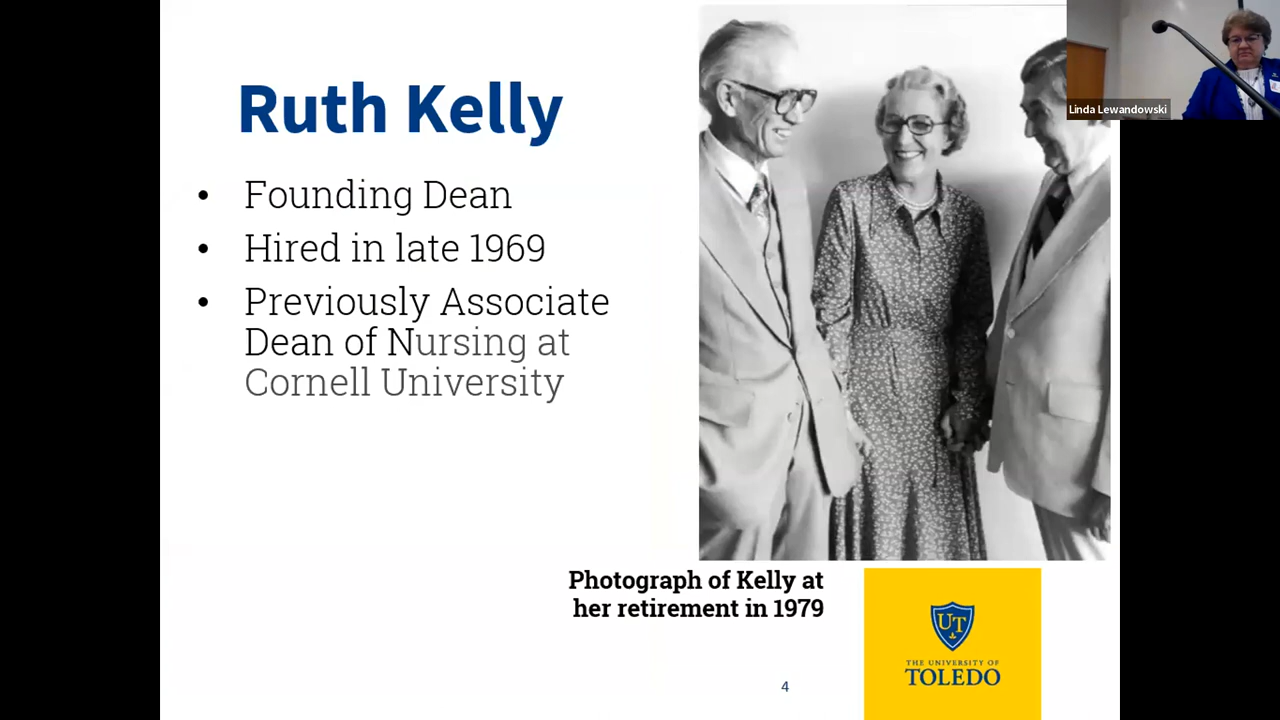 Ruth Kelly
• Founding Dean
• Hired in late 1969
• Previously Associate
Dean of Nursing at
Cornell University
Linda Lewandowski
Photograph of Kelly at
her retirement in 1979
4
UT
THE UNIVERSITY OF
TOLEDO